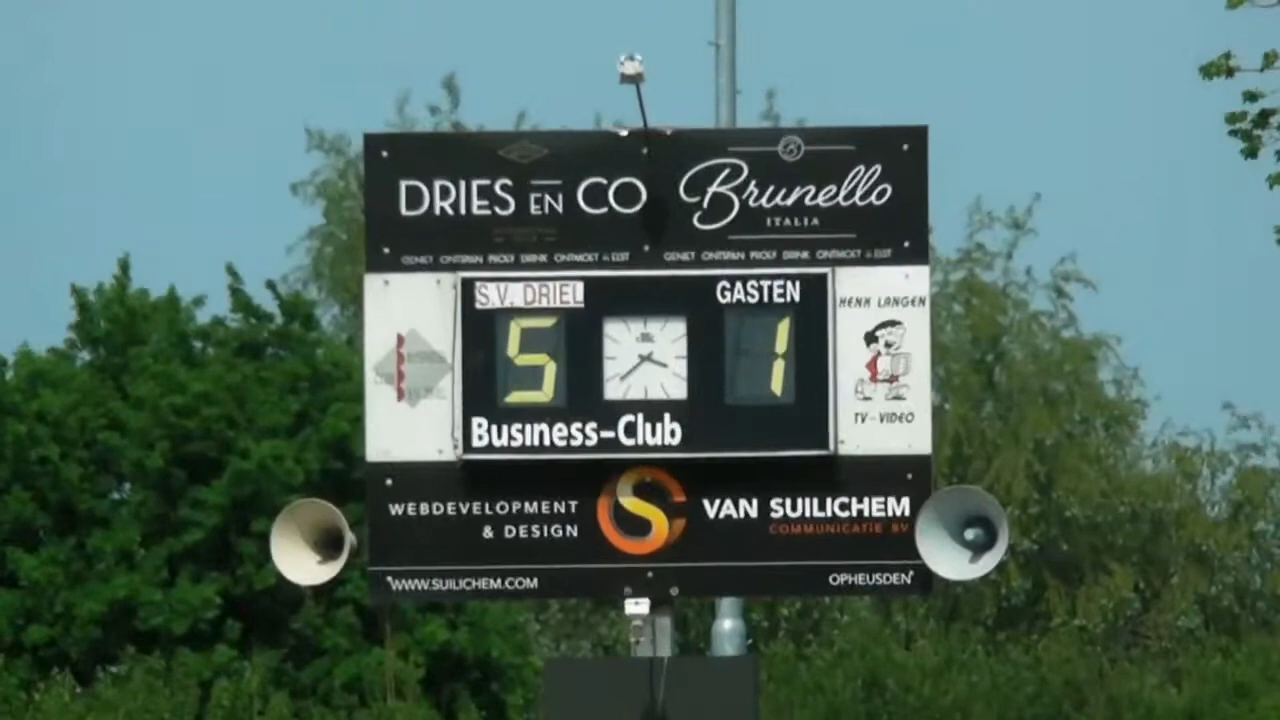 DRIES EN CO
Brunello
ITALIA
GENIET ONTSPAN PROEF DRINK ONTMOET & EET
GENIET ONTSPAN PROEF DRINK ONTMOET & EET
S.V. DRIEL
GASTEN
5
1
Business-Club
HENK LANGEN
TV-VIDEO
WEBDEVELOPMENT
& DESIGN
VAN SUILICHEM
COMMUNICATIE BV
WWW.SUILICHEM.COM
OPHEUSDEN